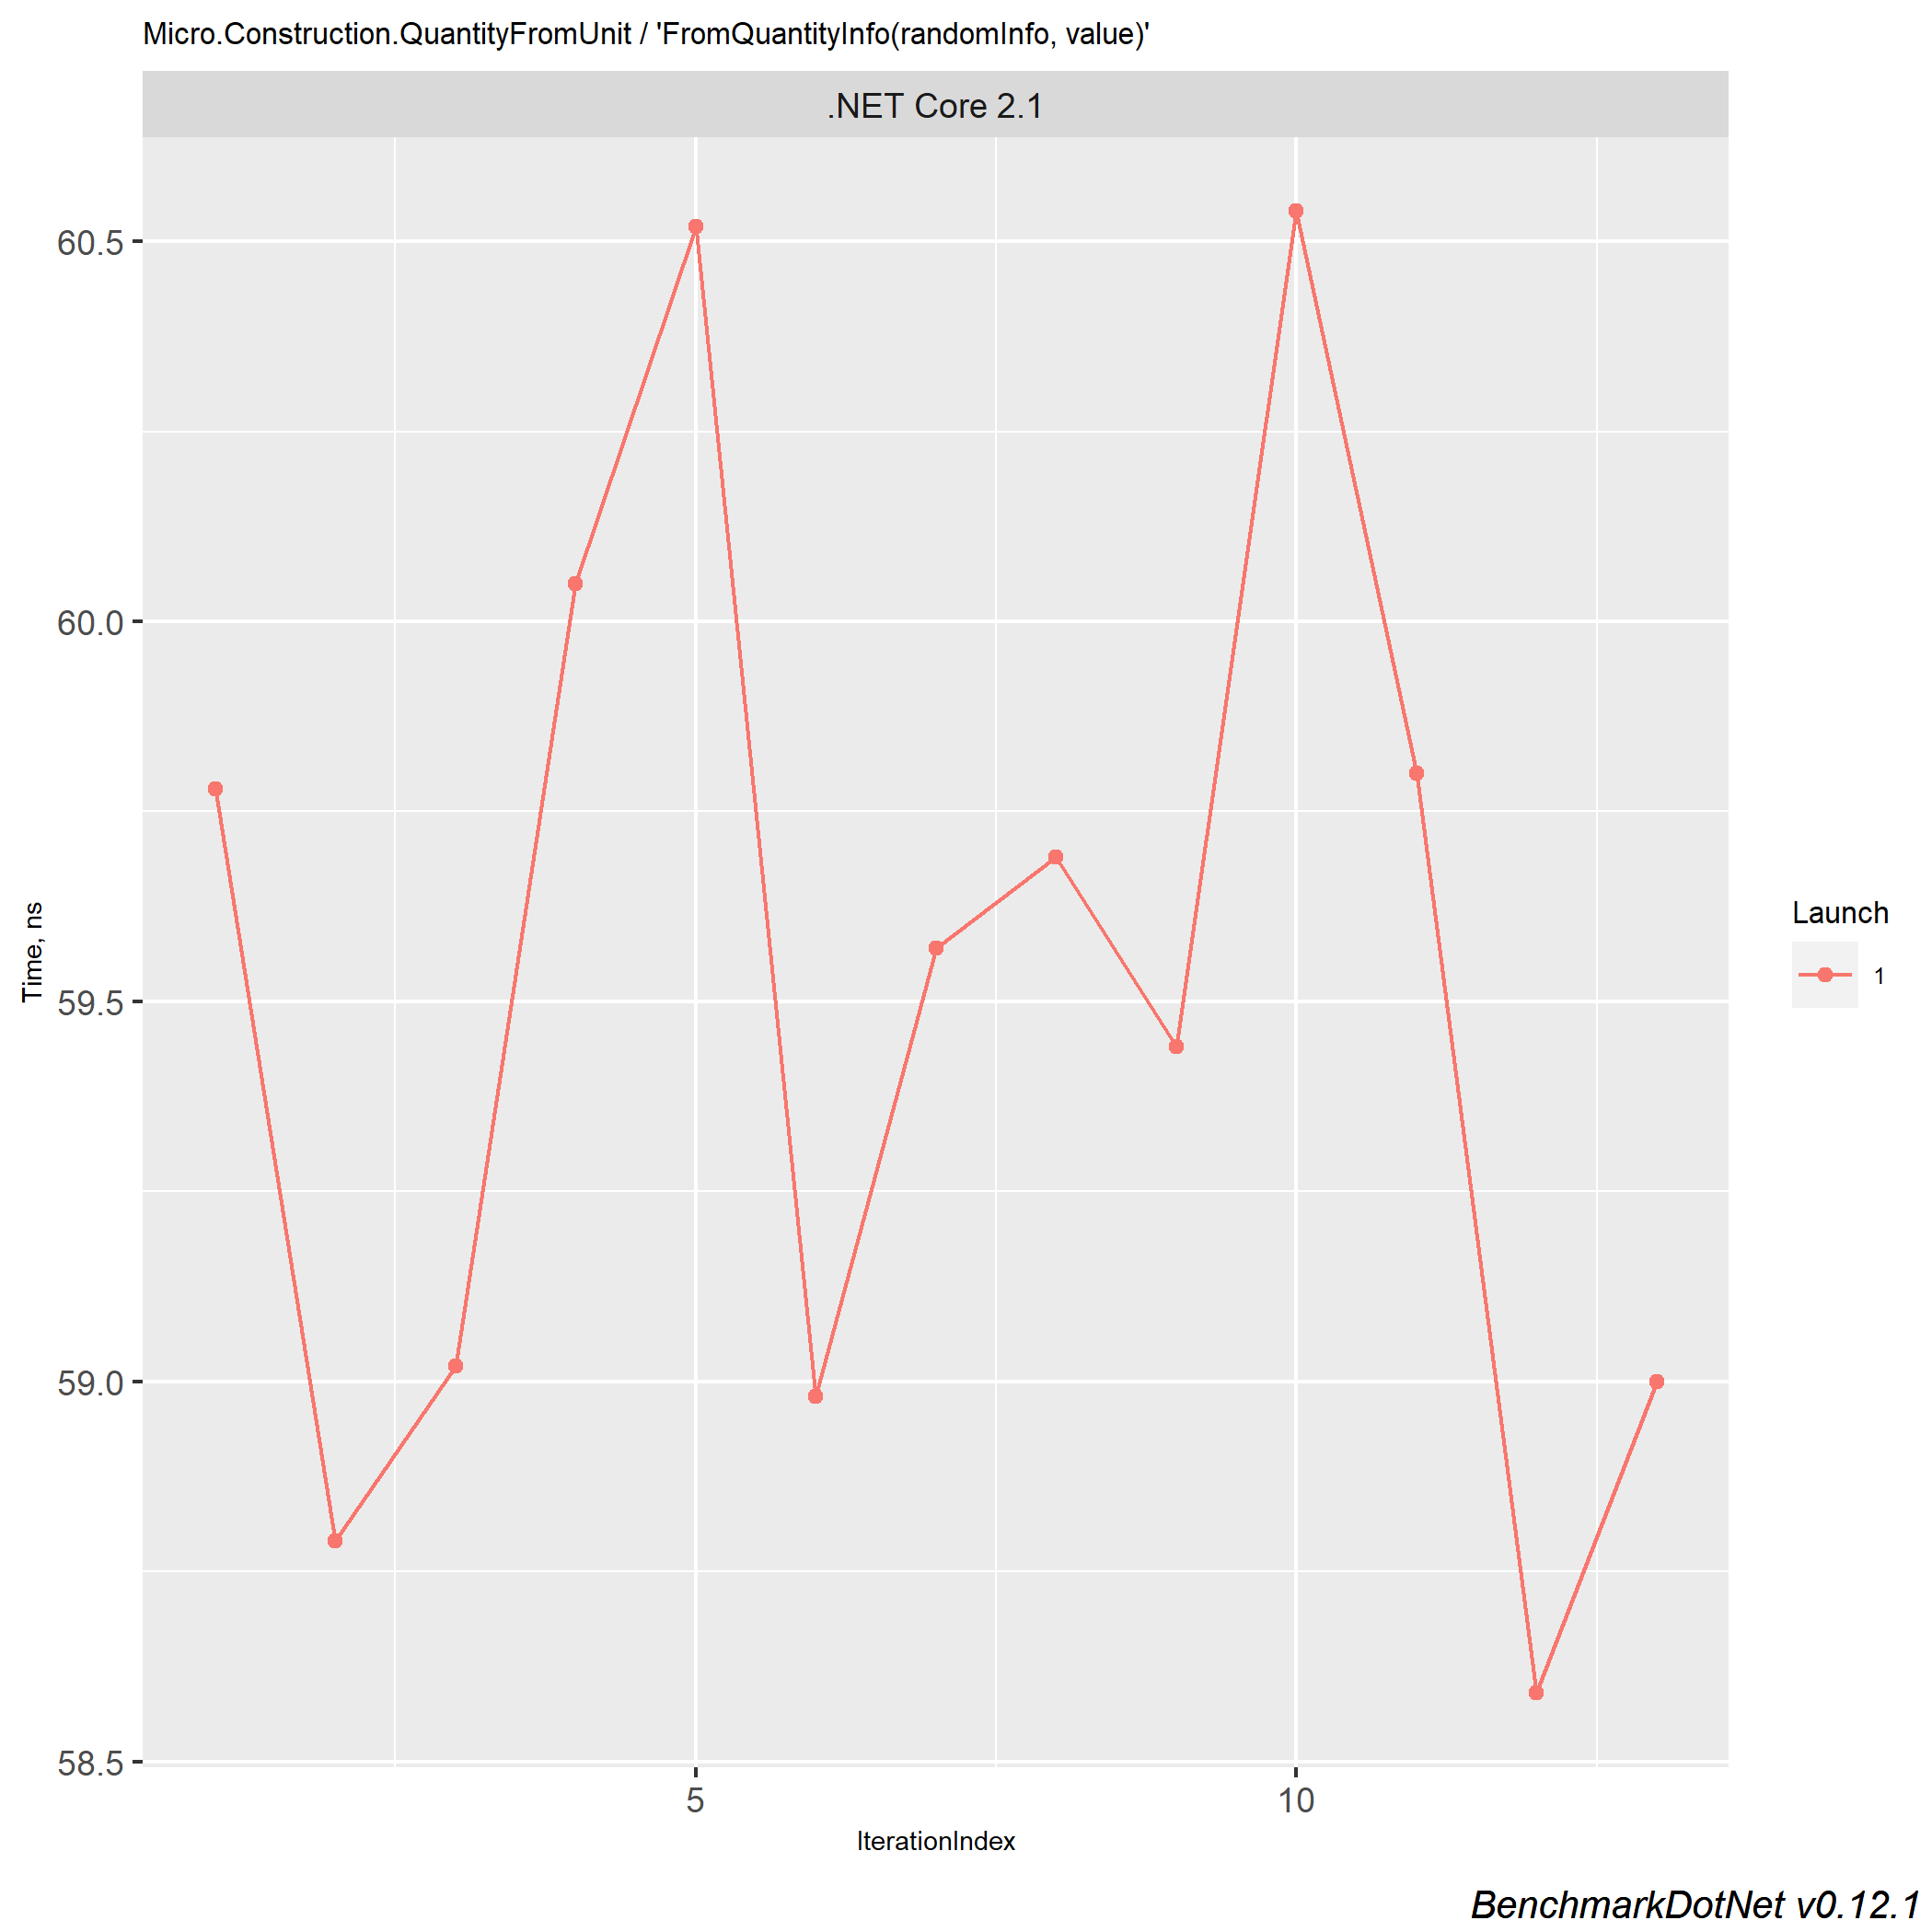 Micro.Construction.QuantityFromUnit / 'FromQuantityInfo(randomInfo, value)'
.NET Core 2.1
60.5
60.0
59.5
59.0
58.5
Time, ns
5
10
IterationIndex
Launch
1
BenchmarkDotNet v0.12.1